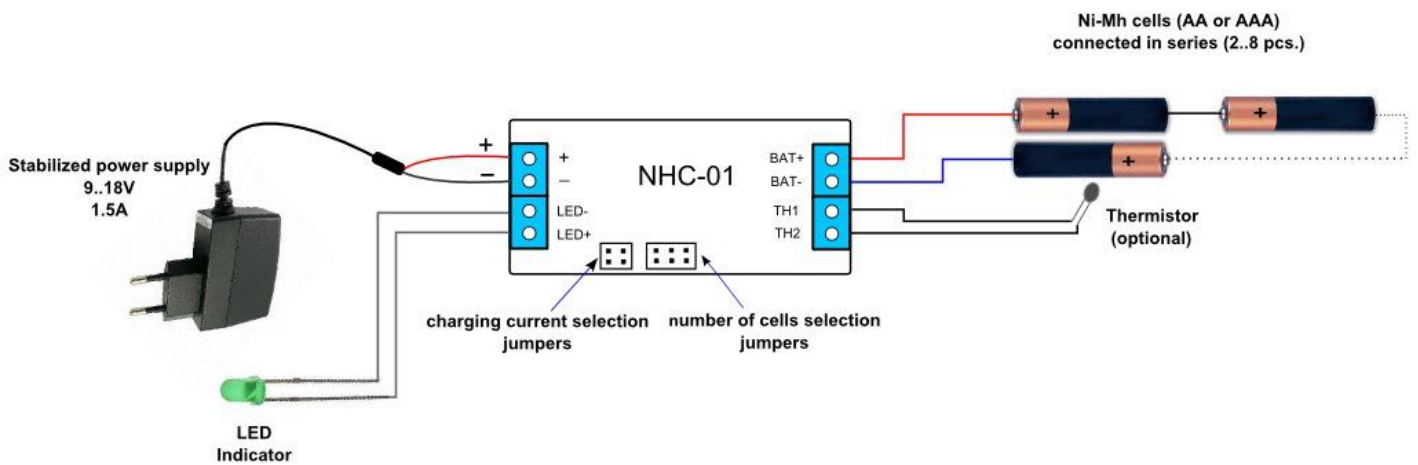 Ni-Mh cells (AA or AAA)
connected in series (2..8 pcs.)
Stabilized power supply
9..18V
1.5A
+
−
+
−
LED-
LED+
NHC-01
BAT+
BAT-
TH1
TH2
+
+
+
Thermistor
(optional)
charging current selection
jumpers
number of cells selection
jumpers
LED
Indicator